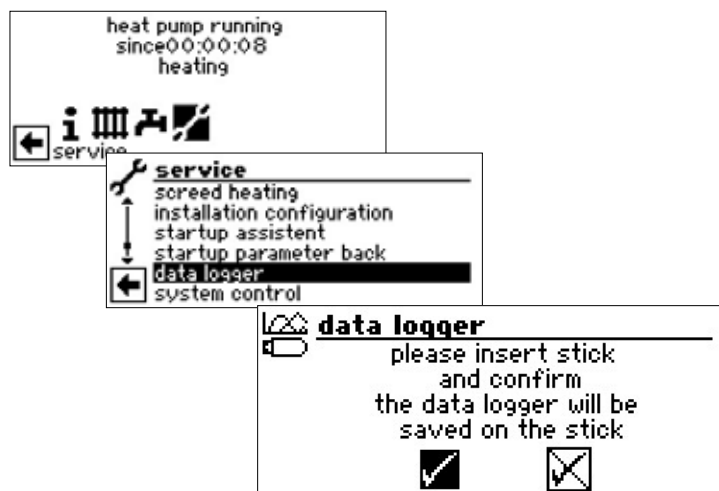 heat pump running
since00:00:08
heating
service
service
screed heating
installation configuration
startup assistent
startup parameter back
data logger
system control
data logger
please insert stick
and confirm
the data logger will be
saved on the stick